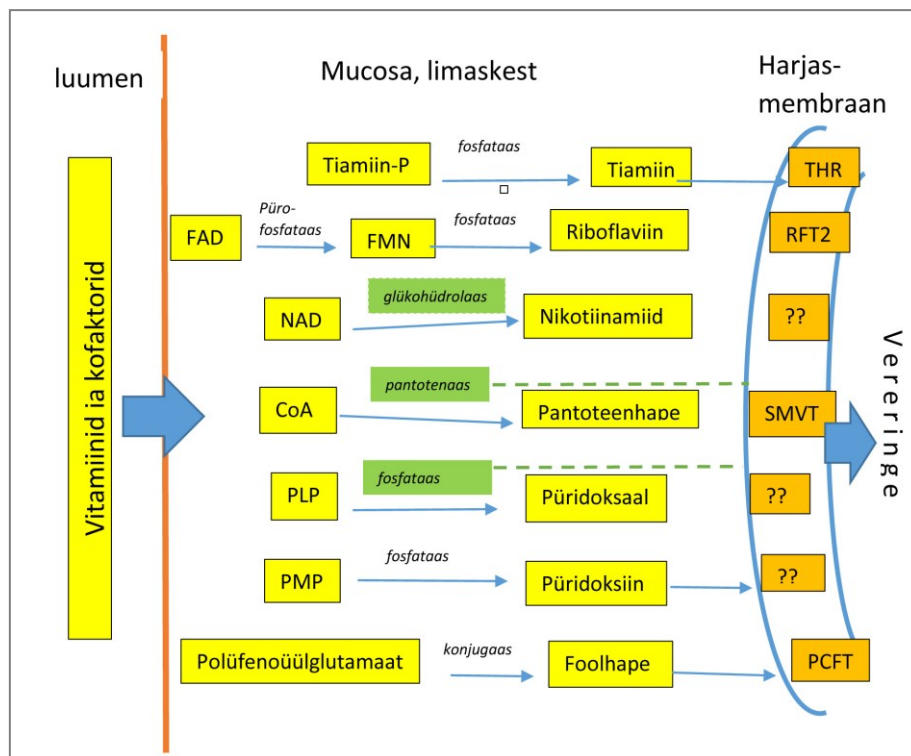 luumen
Mucosa, limaskest
Harjas-
membraan
Vitamiinid ia kofaktorid
Tiamiin-P
fosfataas
Tiamiin
THR
FAD
Püro-
fosfataas
FMN
fosfataas
Riboflaviin
RFT2
NAD
glükohüdrolaas
Nikotiinamiid
??
CoA
pantotenaas
Pantoteenhape
SMVT
PLP
fosfataas
Püridoksaal
??
PMP
fosfataas
Püridoksiin
??
Polüfenoüülglutamaat
konjugaas
Foolhape
PCFT
Vereringe